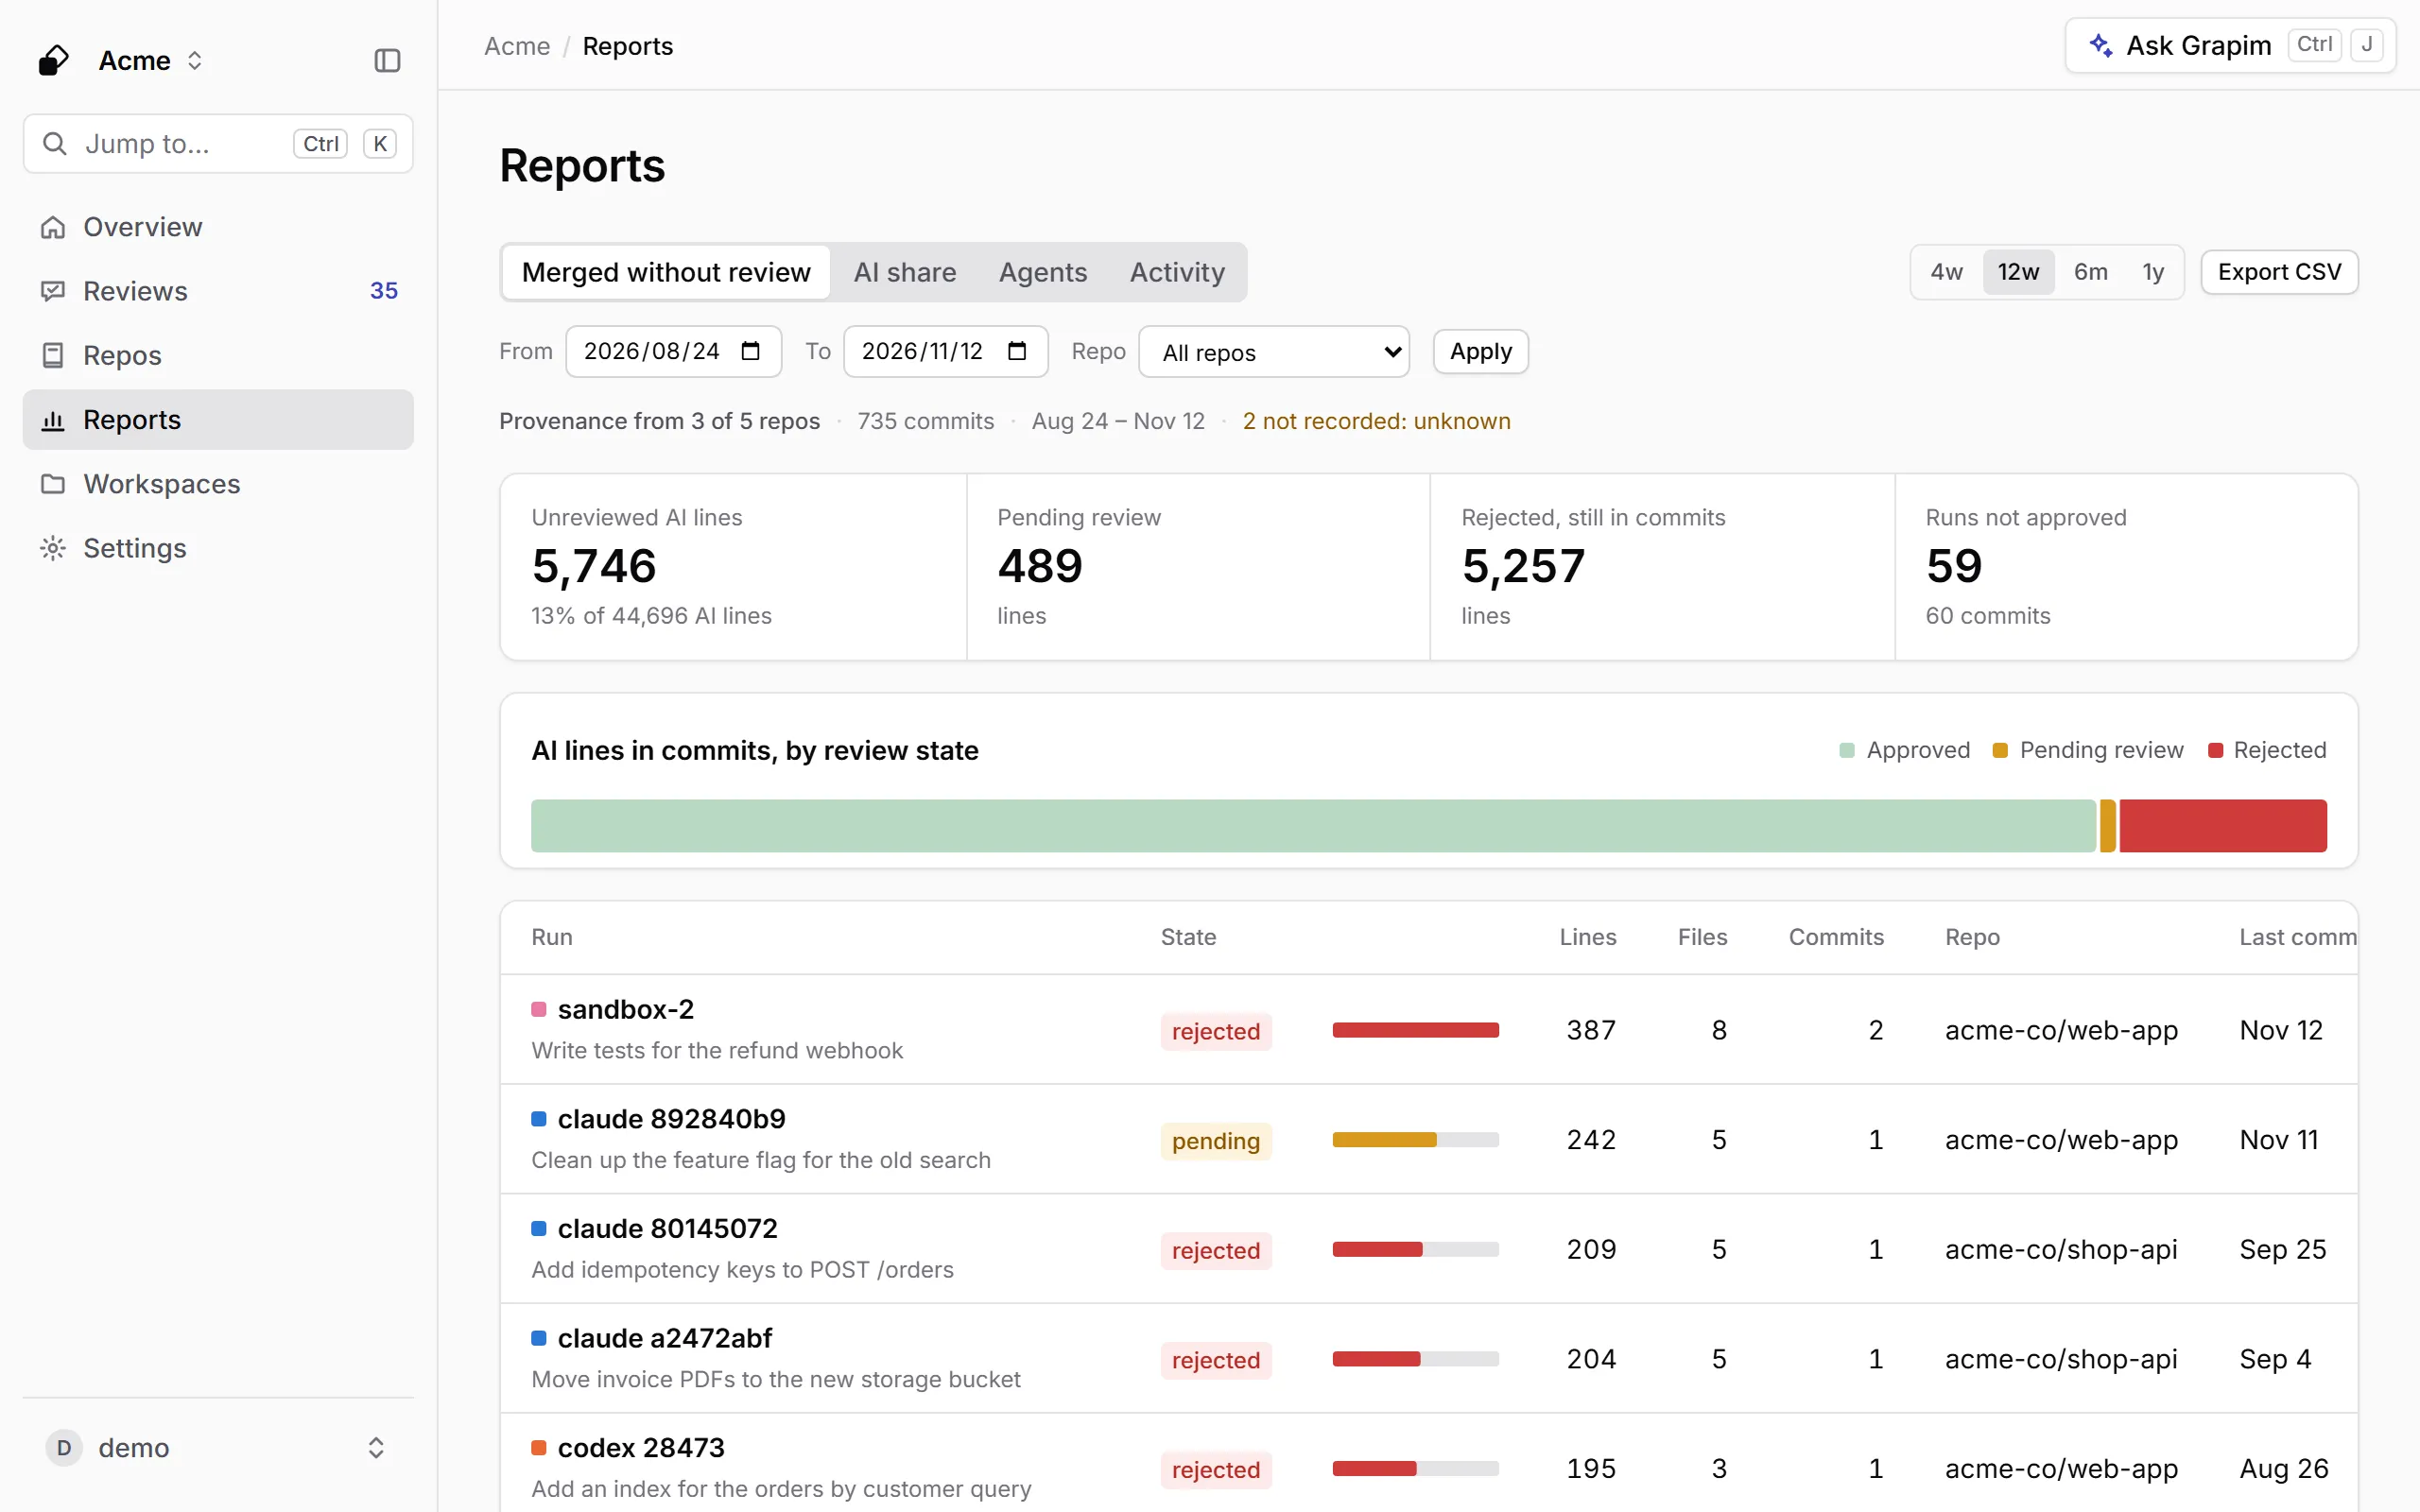 Acme
Acme / Reports
Ask Grapim Ctrl J
Jump to... Ctrl K
Overview
Reviews 35
Repos
Reports
Workspaces
Settings
D demo
Reports
Merged without review AI share Agents Activity
4w 12w 6m 1y Export CSV
From 2026/08/24 To 2026/11/12 Repo All repos Apply
Provenance from 3 of 5 repos · 735 commits · Aug 24 – Nov 12 · 2 not recorded: unknown
Unreviewed AI lines
5,746
13% of 44,696 AI lines
Pending review
489
lines
Rejected, still in commits
5,257
lines
Runs not approved
59
60 commits
AI lines in commits, by review state
Approved Pending review Rejected
Run State Lines Files Commits Repo Last comm
sandbox-2
Write tests for the refund webhook
rejected 387 8 2 acme-co/web-app Nov 12
claude 892840b9
Clean up the feature flag for the old search
pending 242 5 1 acme-co/web-app Nov 11
claude 80145072
Add idempotency keys to POST /orders
rejected 209 5 1 acme-co/shop-api Sep 25
claude a2472abf
Move invoice PDFs to the new storage bucket
rejected 204 5 1 acme-co/shop-api Sep 4
codex 28473
Add an index for the orders by customer query
rejected 195 3 1 acme-co/web-app Aug 26